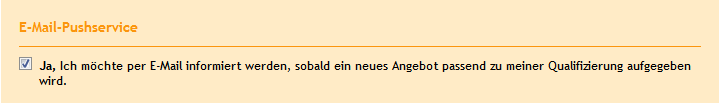 E-Mail-Pushservice
Ja, Ich möchte per E-Mail informiert werden, sobald ein neues Angebot passend zu meiner Qualifizierung aufgegeben
wird.